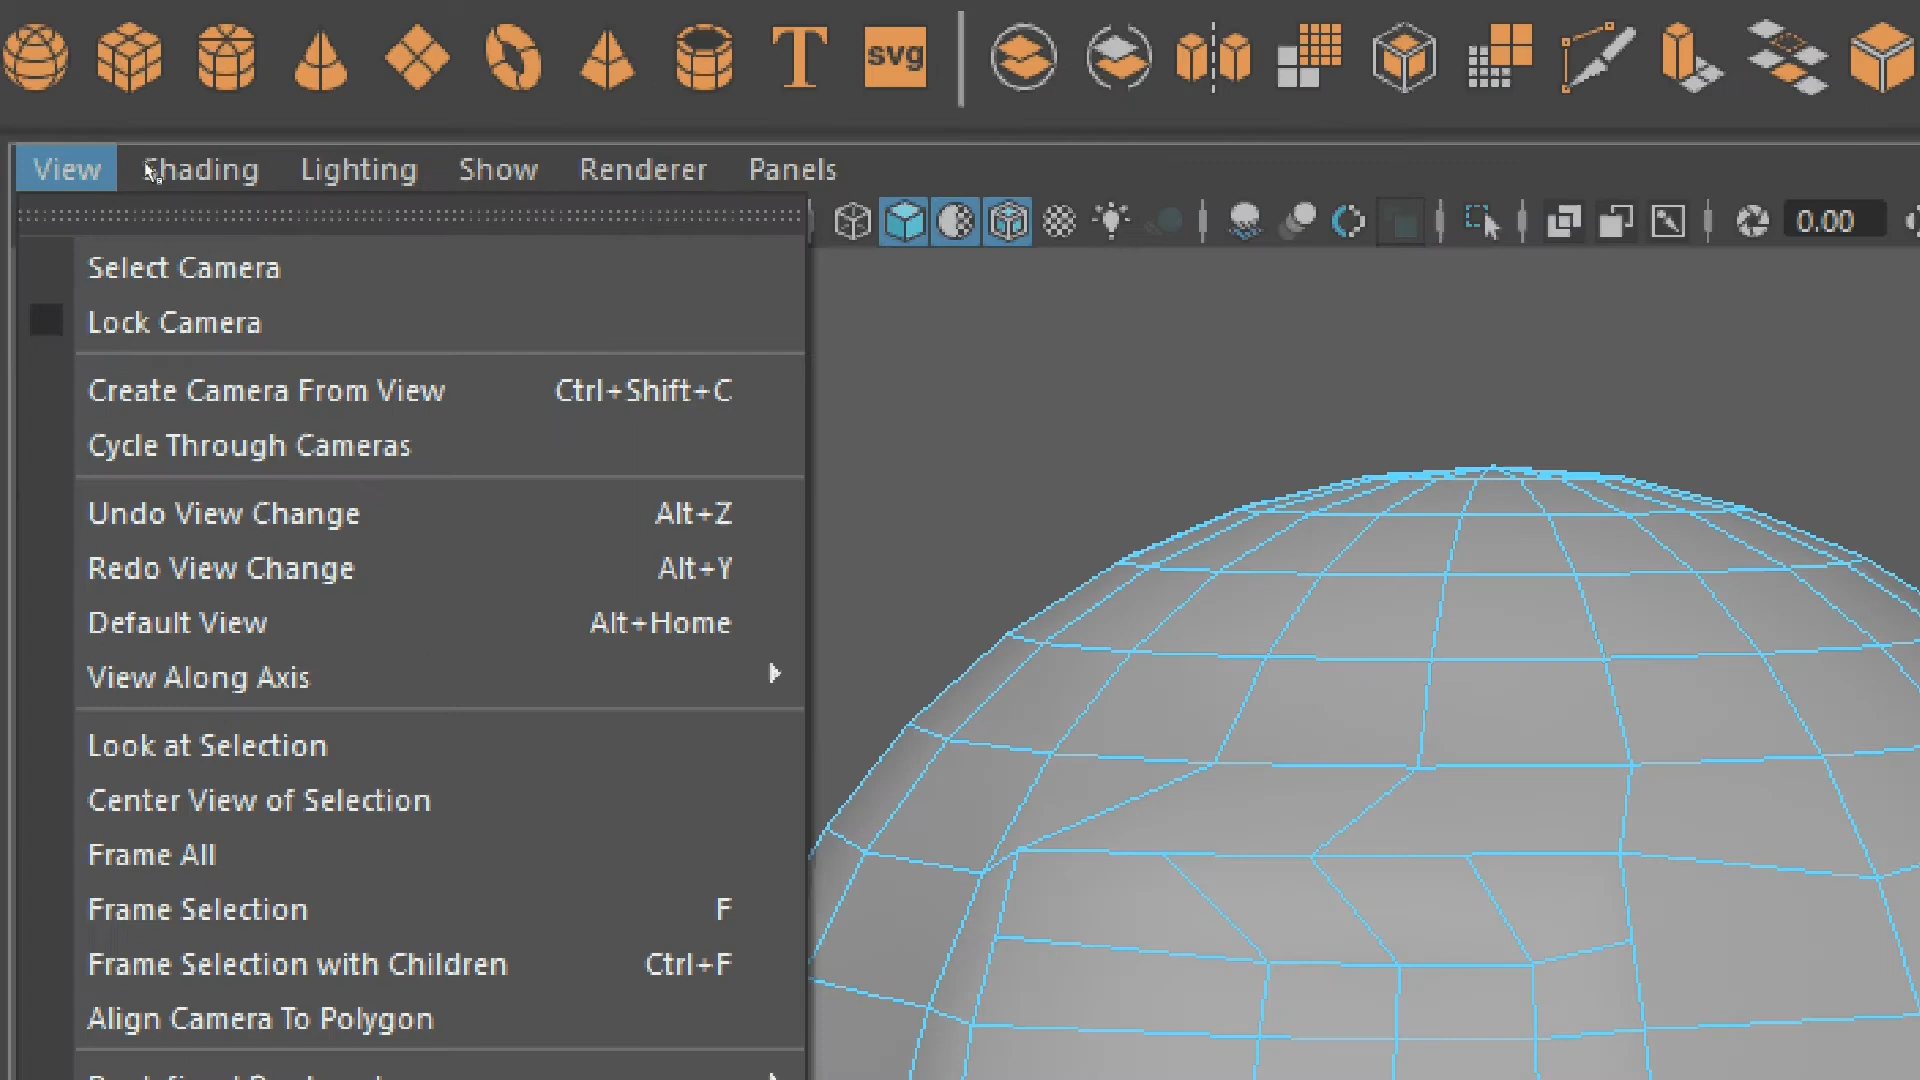 T
svg
View Shading Lighting Show Renderer Panels
0.00
Select Camera
Lock Camera
Create Camera From View Ctrl+Shift+C
Cycle Through Cameras
Undo View Change Alt+Z
Redo View Change Alt+Y
Default View Alt+Home
View Along Axis
Look at Selection
Center View of Selection
Frame All
Frame Selection F
Frame Selection with Children Ctrl+F
Align Camera To Polygon